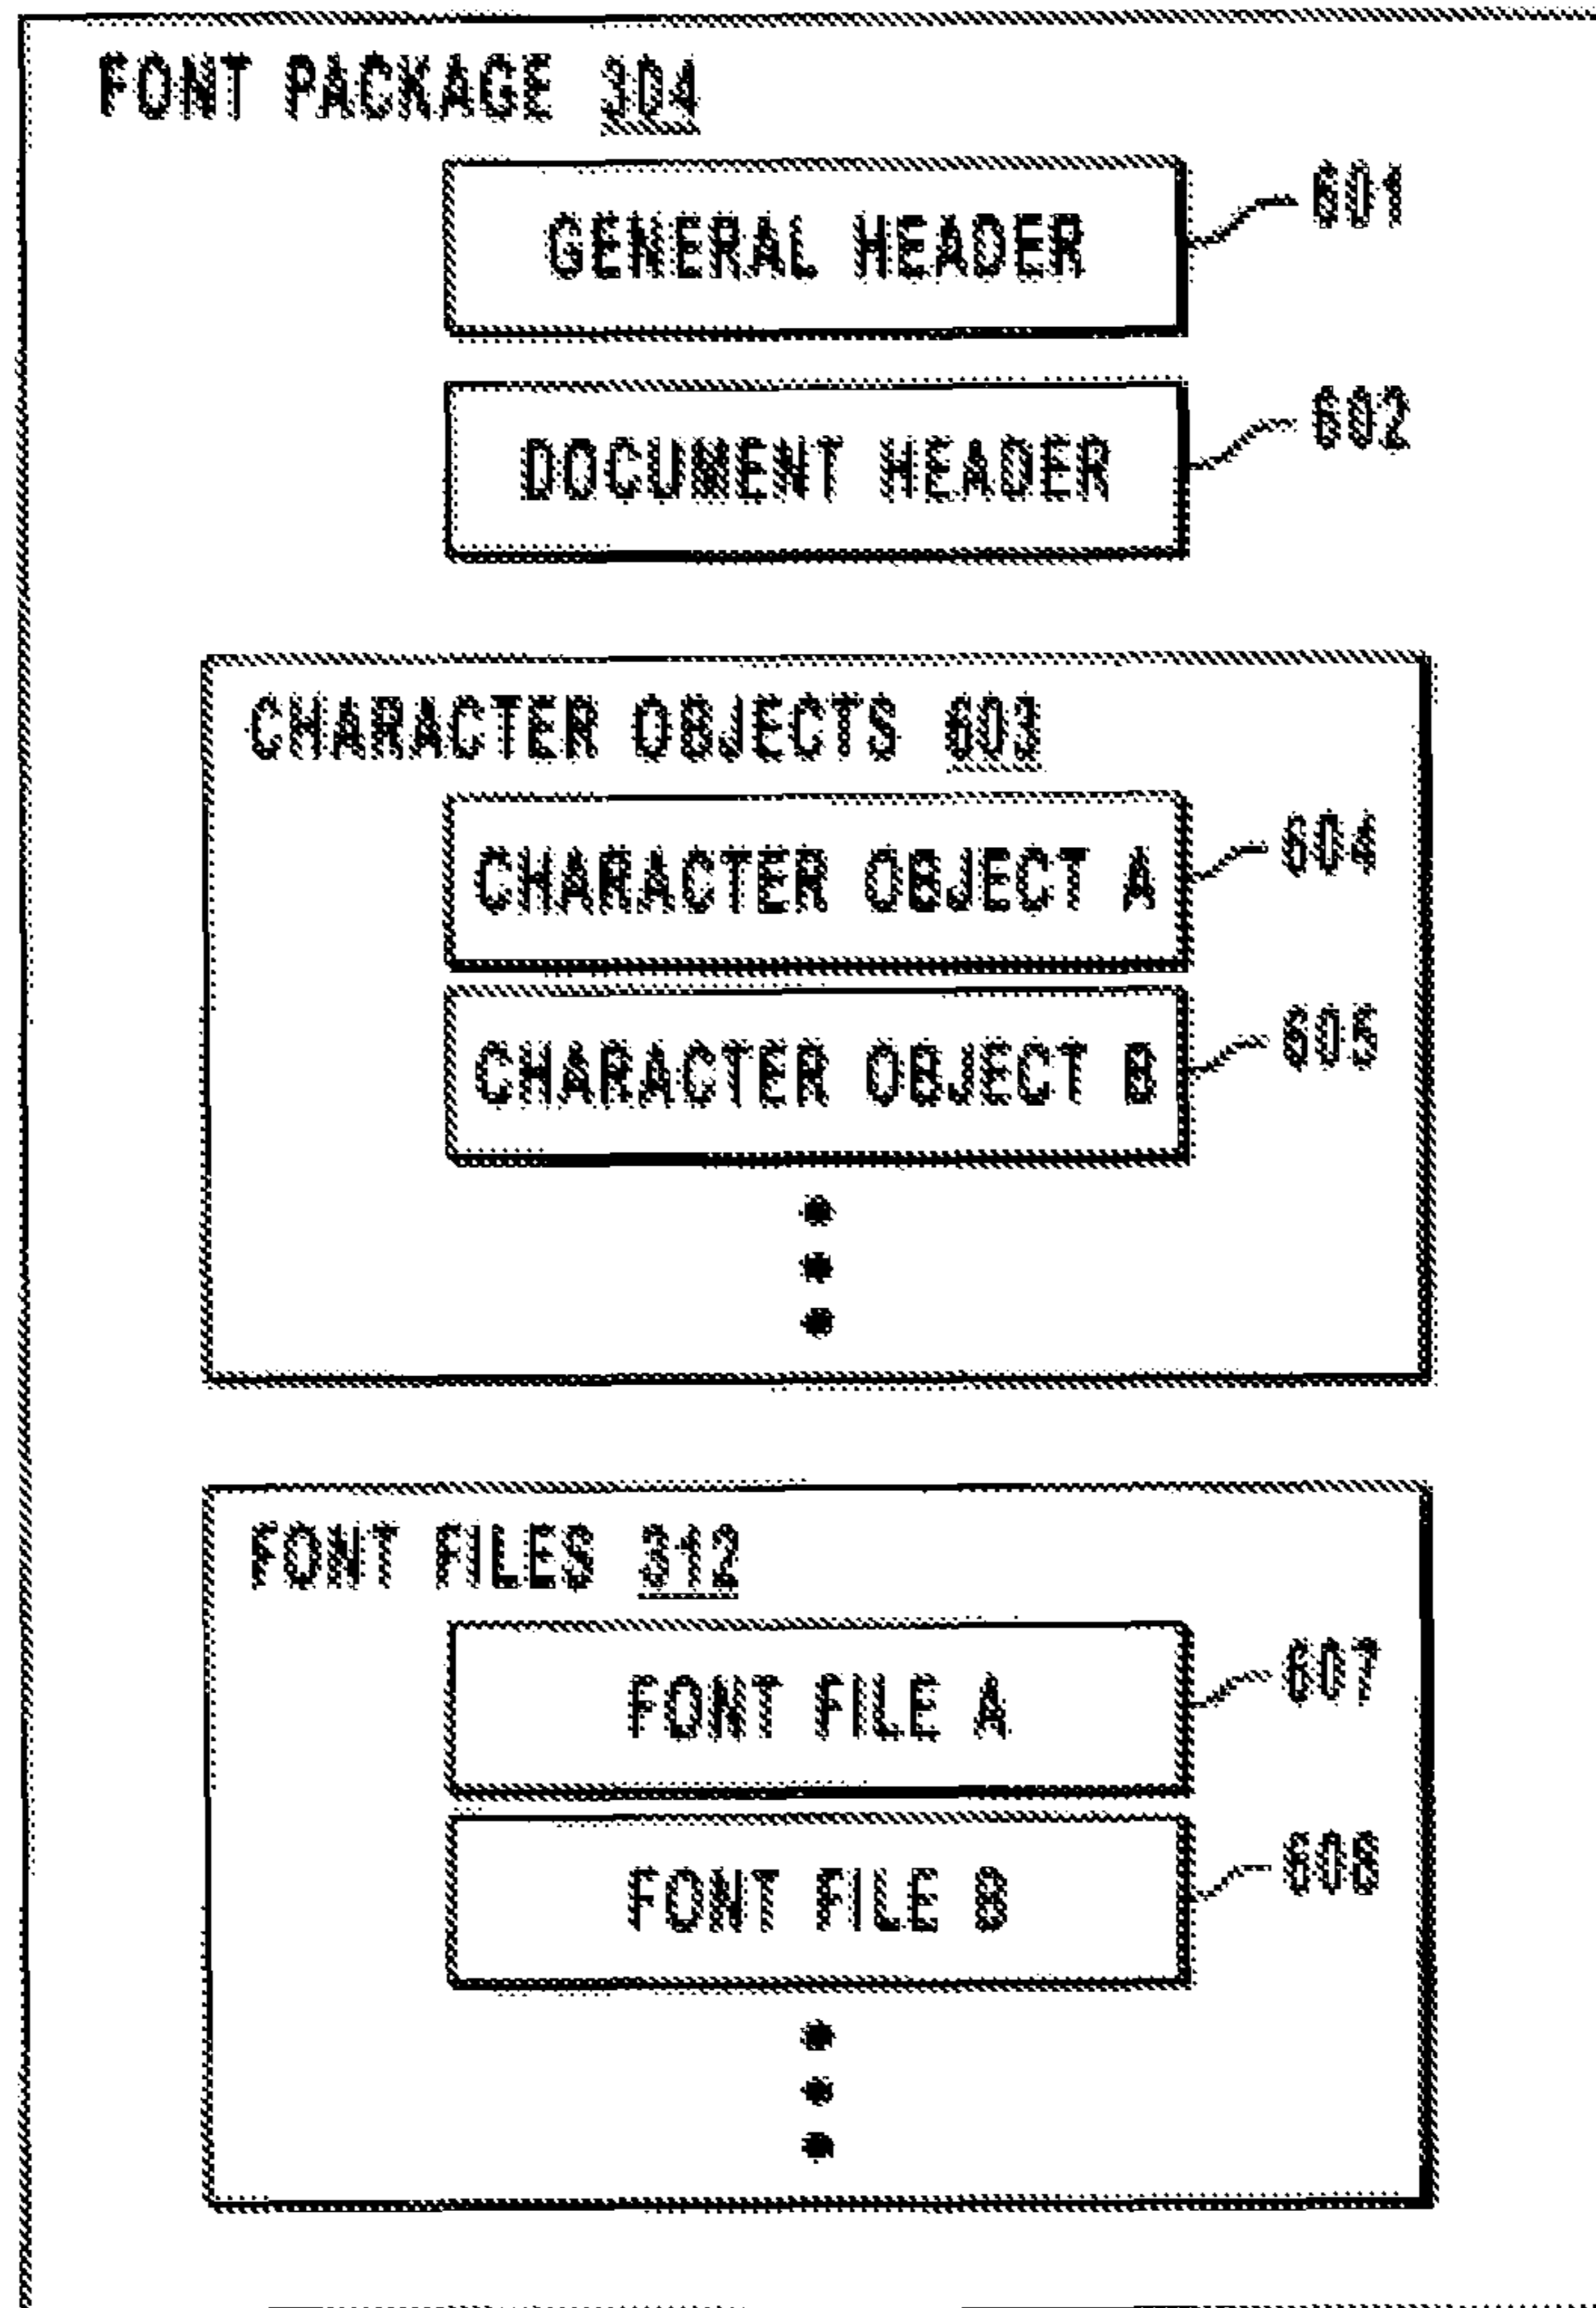 FONT PACKAGE 304
GENERAL HEADER
601
DOCUMENT HEADER
602
CHARACTER OBJECTS 603
CHARACTER OBJECT A
604
CHARACTER OBJECT B
605
FONT FILES
FONT FILE A
607
FONT FILE B
608